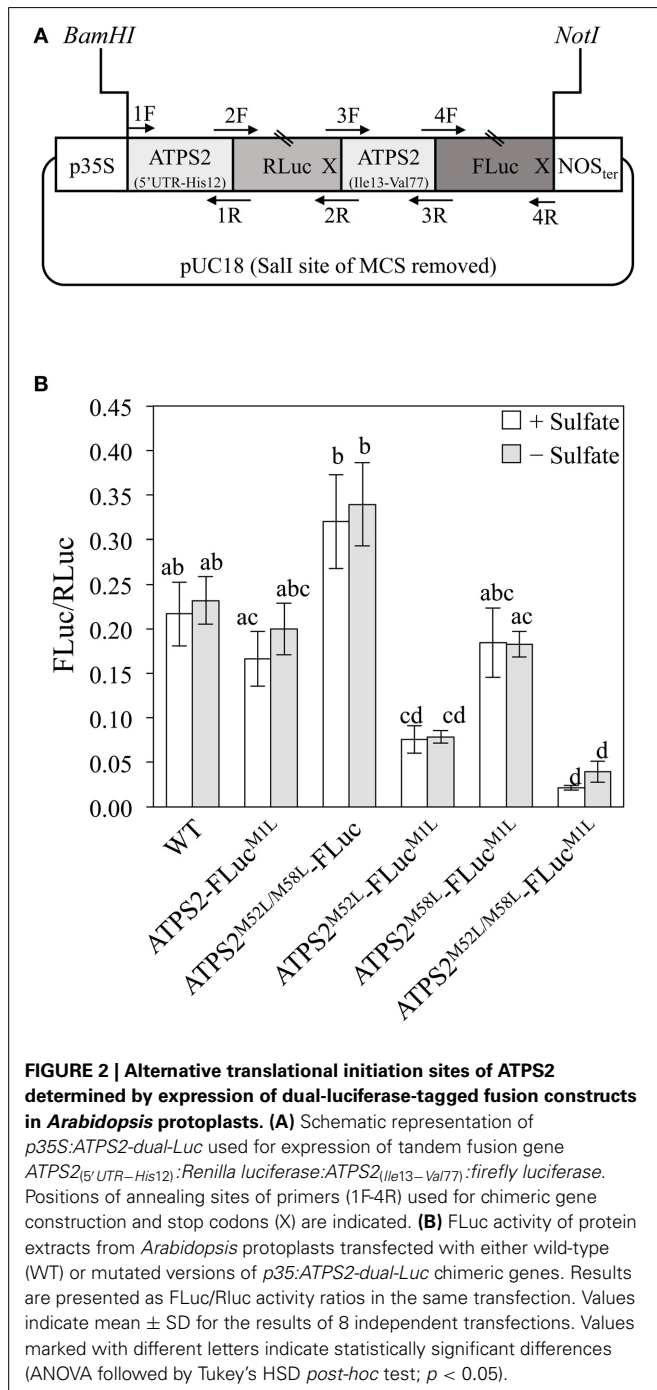 A
BamHI NotI
1F 2F 3F 4F
p35S ATPS2 (5'UTR-His12) RLuc X ATPS2 (Ile13-Val77) FLuc X NOSter
1R 2R 3R 4R
pUC18 (SalI site of MCS removed)
B
FLuc/RLuc
0.45
0.40
0.35
0.30
0.25
0.20
0.15
0.10
0.05
0.00
+ Sulfate
− Sulfate
ab ab ac abc b b cd cd abc ac d d
WT
ATPS2-FLucM1L
ATPS2M52L/M58L-FLuc
ATPS2M52L-FLucM1L
ATPS2M58L-FLucM1L
ATPS2M52L/M58L-FLucM1L
FIGURE 2 | Alternative translational initiation sites of ATPS2
determined by expression of dual-luciferase-tagged fusion constructs
in Arabidopsis protoplasts. (A) Schematic representation of
p35S:ATPS2-dual-Luc used for expression of tandem fusion gene
ATPS2(5′UTR−His12):Renilla luciferase:ATPS2(Ile13−Val77):firefly luciferase.
Positions of annealing sites of primers (1F-4R) used for chimeric gene
construction and stop codons (X) are indicated. (B) FLuc activity of protein
extracts from Arabidopsis protoplasts transfected with either wild-type
(WT) or mutated versions of p35:ATPS2-dual-Luc chimeric genes. Results
are presented as FLuc/Rluc activity ratios in the same transfection. Values
indicate mean ± SD for the results of 8 independent transfections. Values
marked with different letters indicate statistically significant differences
(ANOVA followed by Tukey's HSD post-hoc test; p < 0.05).